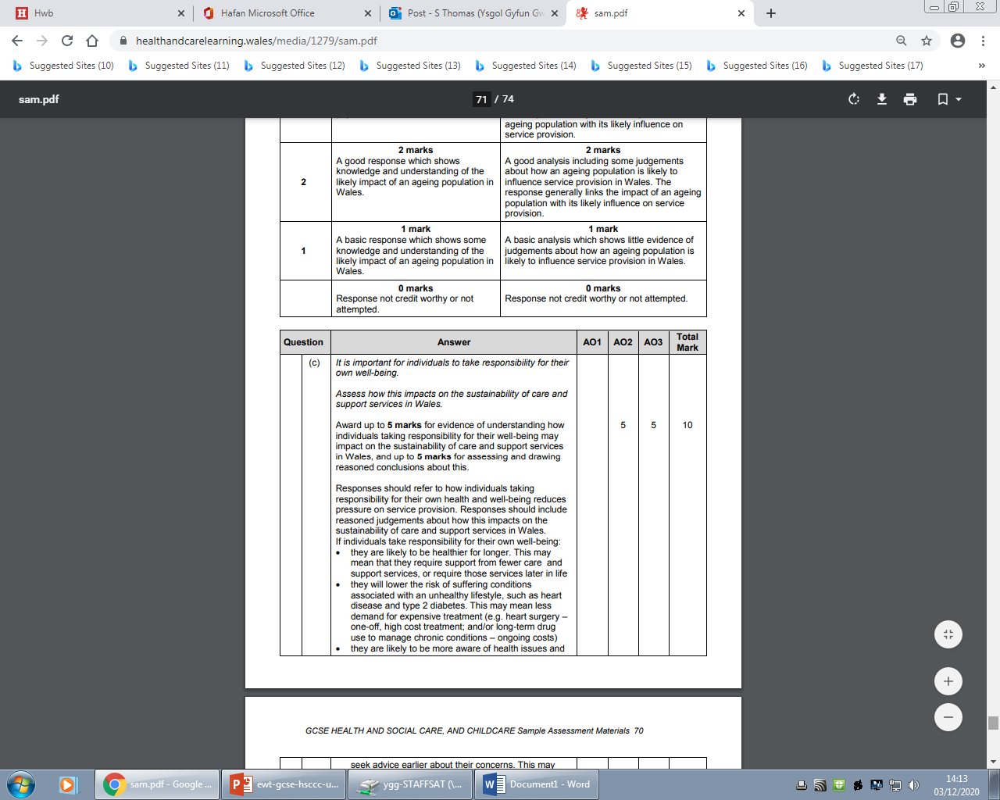 Hwb
Hafan Microsoft Office
Post - S Thomas (Ysgol Gyfun Gw
sam.pdf
healthandcarelearning.wales/media/1279/sam.pdf
Suggested Sites (10)
Suggested Sites (11)
Suggested Sites (12)
Suggested Sites (13)
Suggested Sites (14)
Suggested Sites (15)
Suggested Sites (16)
Suggested Sites (17)
»
sam.pdf
71 / 74
ageing population with its likely influence on
service provision.
2
2 marks
A good response which shows
knowledge and understanding of the
likely impact of an ageing population in
Wales.
2 marks
A good analysis including some judgements
about how an ageing population is likely to
influence service provision in Wales. The
response generally links the impact of an ageing
population with its likely influence on service
provision.
1
1 mark
A basic response which shows some
knowledge and understanding of the
likely impact of an ageing population in
Wales.
1 mark
A basic analysis which shows little evidence of
judgements about how an ageing population is
likely to influence service provision in Wales.
0 marks
Response not credit worthy or not
attempted.
0 marks
Response not credit worthy or not attempted.
Question
Answer
AO1
AO2
AO3
Total
Mark
(c)
It is important for individuals to take responsibility for their
own well-being.
Assess how this impacts on the sustainability of care and
support services in Wales.
Award up to 5 marks for evidence of understanding how
individuals taking responsibility for their well-being may
impact on the sustainability of care and support services
in Wales, and up to 5 marks for assessing and drawing
reasoned conclusions about this.
5
5
10
Responses should refer to how individuals taking
responsibility for their own health and well-being reduces
pressure on service provision. Responses should include
reasoned judgements about how this impacts on the
sustainability of care and support services in Wales.
If individuals take responsibility for their own well-being:
• they are likely to be healthier for longer. This may
mean that they require support from fewer care and
support services, or require those services later in life
• they will lower the risk of suffering conditions
associated with an unhealthy lifestyle, such as heart
disease and type 2 diabetes. This may mean less
demand for expensive treatment (e.g. heart surgery –
one-off, high cost treatment; and/or long-term drug
use to manage chronic conditions – ongoing costs)
• they are likely to be more aware of health issues and
GCSE HEALTH AND SOCIAL CARE, AND CHILDCARE Sample Assessment Materials 70
seek advice earlier about their concerns. This may
sam.pdf - Google ...
ewt-gcse-hsccc-u...
ygg-STAFFSAT (\\...
Document1 - Word
14:13
03/12/2020